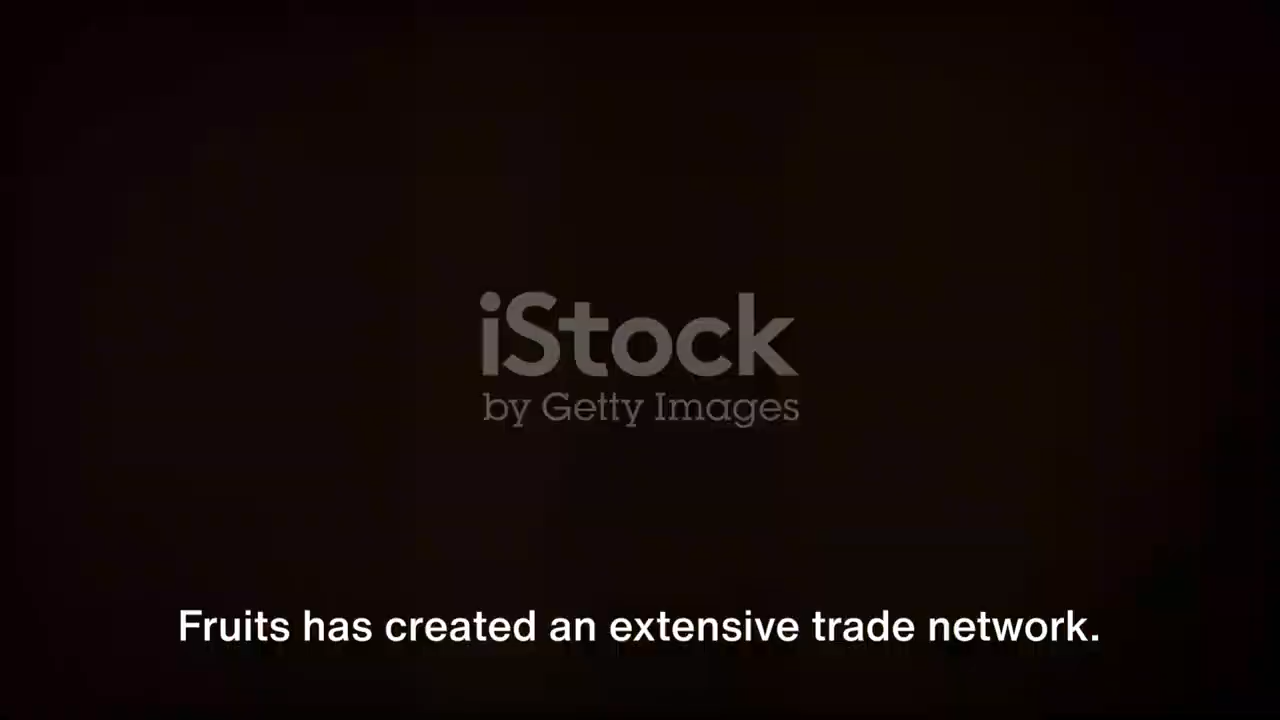 iStock
by Getty Images
Fruits has created an extensive trade network.